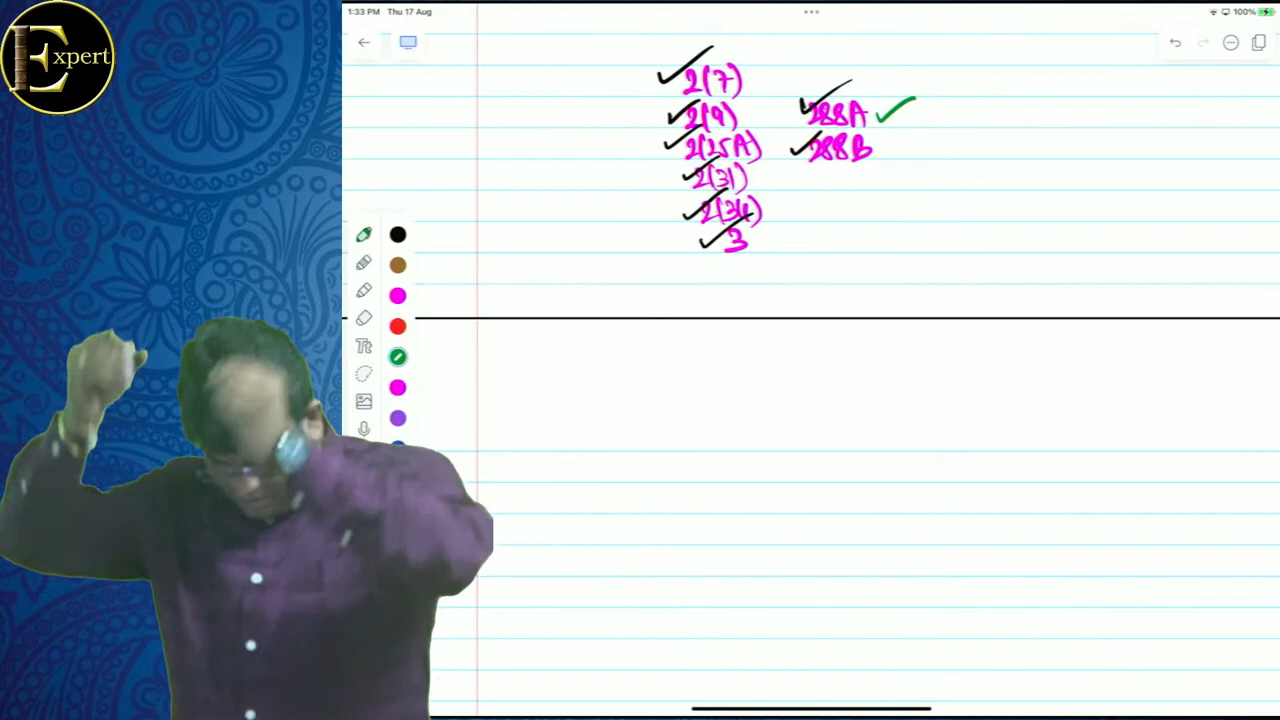 Expert
1:33 PM Thu 17 Aug
100%
2(7)
2(9)
2(25A)
2(31)
2(34)
3
288A
288B